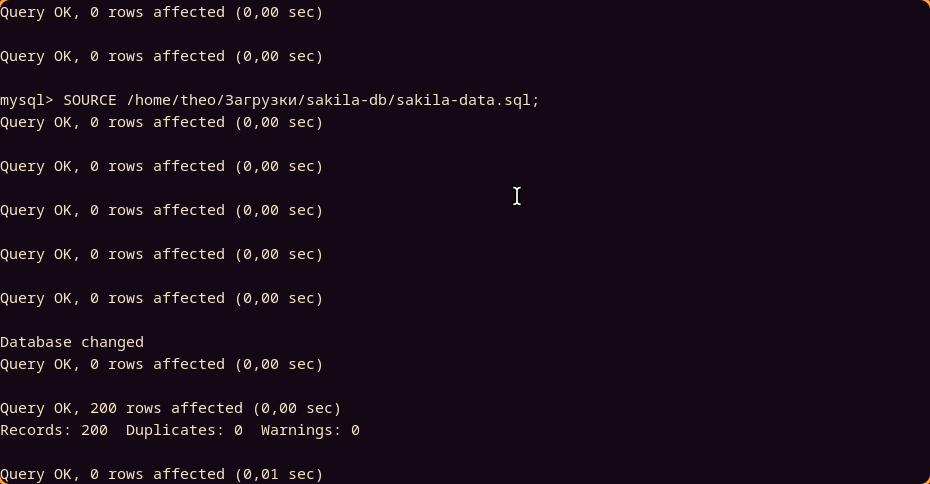 Query OK, 0 rows affected (0,00 sec)
Query OK, 0 rows affected (0,00 sec)
mysql> SOURCE /home/theo/Загрузки/sakila-db/sakila-data.sql;
Query OK, 0 rows affected (0,00 sec)
Query OK, 0 rows affected (0,00 sec)
Query OK, 0 rows affected (0,00 sec)
Query OK, 0 rows affected (0,00 sec)
Query OK, 0 rows affected (0,00 sec)
Database changed
Query OK, 0 rows affected (0,00 sec)
Query OK, 200 rows affected (0,00 sec)
Records: 200  Duplicates: 0  Warnings: 0
Query OK, 0 rows affected (0,01 sec)